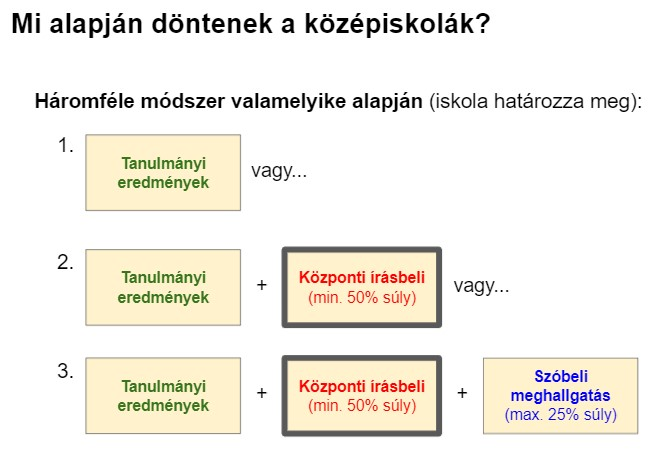 Mi alapján döntenek a középiskolák?
Háromféle módszer valamelyike alapján (iskola határozza meg):
1.
Tanulmányi
eredmények
vagy...
2.
Tanulmányi
eredmények
+
Központi írásbeli
(min. 50% súly)
vagy...
3.
Tanulmányi
eredmények
+
Központi írásbeli
(min. 50% súly)
+
Szóbeli
meghallgatás
(max. 25% súly)